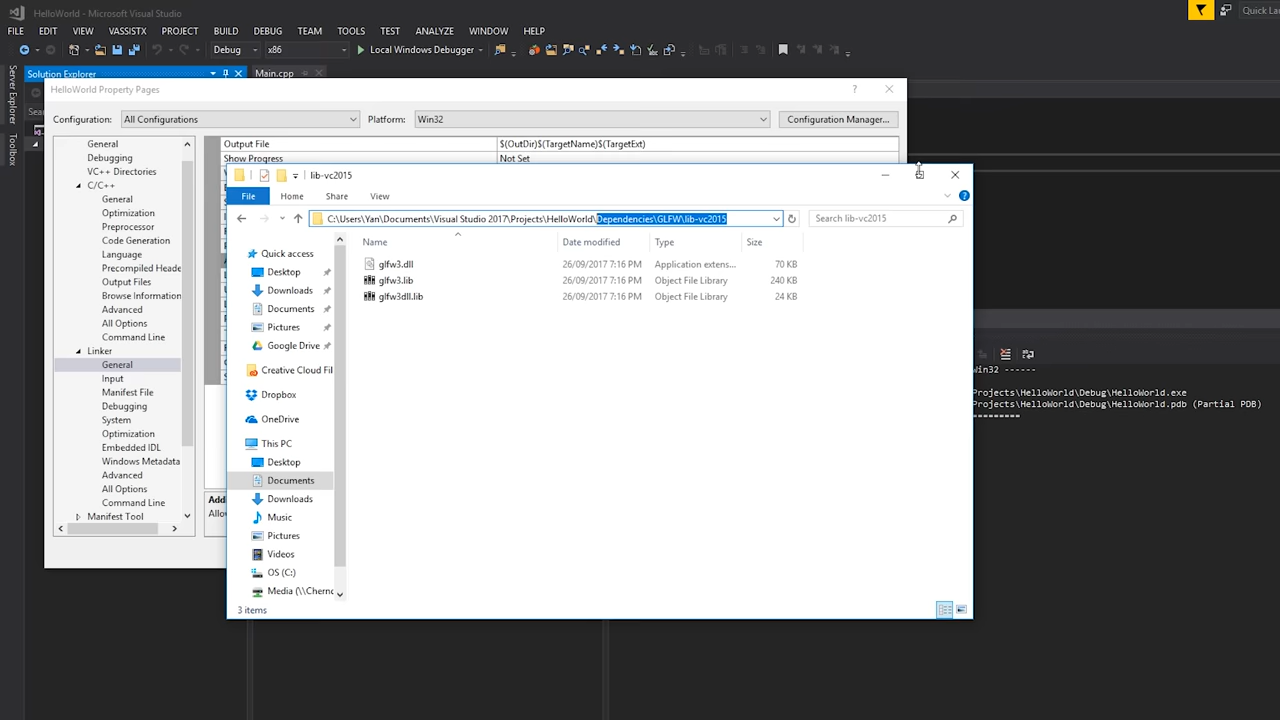 HelloWorld - Microsoft Visual Studio
Quick La
FILE EDIT VIEW VASSISTX PROJECT BUILD DEBUG TEAM TOOLS TEST ANALYZE WINDOW HELP
Debug x86 Local Windows Debugger
Server Explorer
Toolbox
Solution Explorer
Main.cpp
Sear
HelloWorld Property Pages
Configuration: All Configurations Platform: Win32 Configuration Manager...
General
Debugging
VC++ Directories
C/C++
General
Optimization
Preprocessor
Code Generation
Language
Precompiled Heade
Output Files
Browse Information
Advanced
All Options
Command Line
Linker
General
Input
Manifest File
Debugging
System
Optimization
Embedded IDL
Windows Metadata
Advanced
All Options
Command Line
Manifest Tool
Output File $(OutDir)$(TargetName)$(TargetExt)
Show Progress Not Set
Add
Allo
lib-vc2015
File Home Share View
C:\Users\Yan\Documents\Visual Studio 2017\Projects\HelloWorld\Dependencies\GLFW\lib-vc2015
Search lib-vc2015
Quick access
Desktop
Downloads
Documents
Pictures
Google Drive
Creative Cloud Fil
Dropbox
OneDrive
This PC
Desktop
Documents
Downloads
Music
Pictures
Videos
OS (C:)
Media (\\Cherno
Name Date modified Type Size
glfw3.dll 26/09/2017 7:16 PM Application extens... 70 KB
glfw3.lib 26/09/2017 7:16 PM Object File Library 240 KB
glfw3dll.lib 26/09/2017 7:16 PM Object File Library 24 KB
3 items
Win32 ------
Projects\HelloWorld\Debug\HelloWorld.exe
Projects\HelloWorld\Debug\HelloWorld.pdb (Partial PDB)
=========